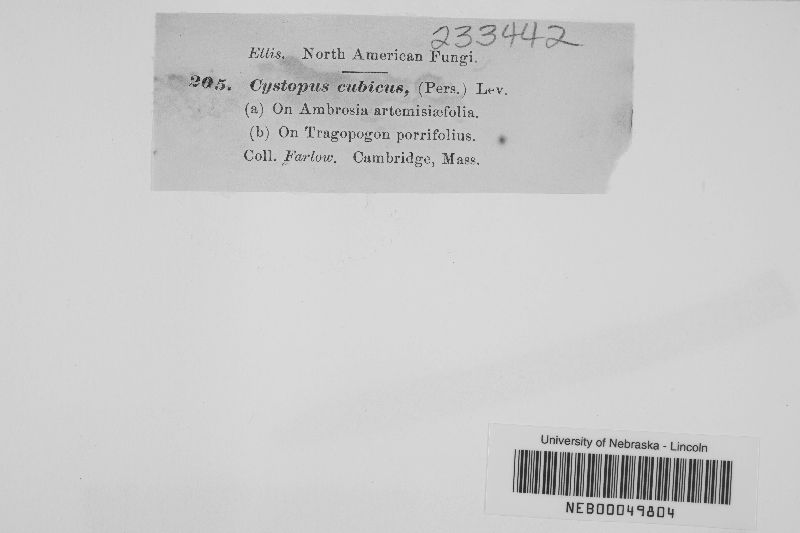 233442
Ellis. North American Fungi.
205. Cystopus cubicus, (Pers.) Lev.
(a) On Ambrosia artemisiæfolia.
(b) On Tragopogon porrifolius.
Coll. Farlow. Cambridge, Mass.
University of Nebraska - Lincoln
NEB00049804